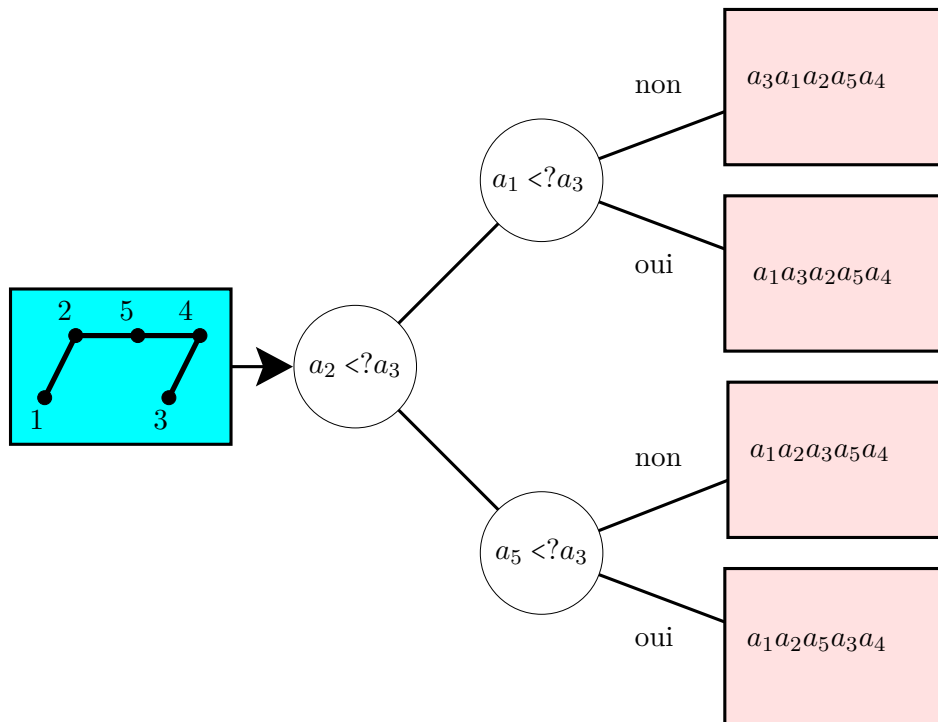 non
a₃a₁a₂a₅a₄
a₁ <?a₃
oui
a₁a₃a₂a₅a₄
2 5 4
1 3
a₂ <?a₃
non
a₁a₂a₃a₅a₄
a₅ <?a₃
oui
a₁a₂a₅a₃a₄